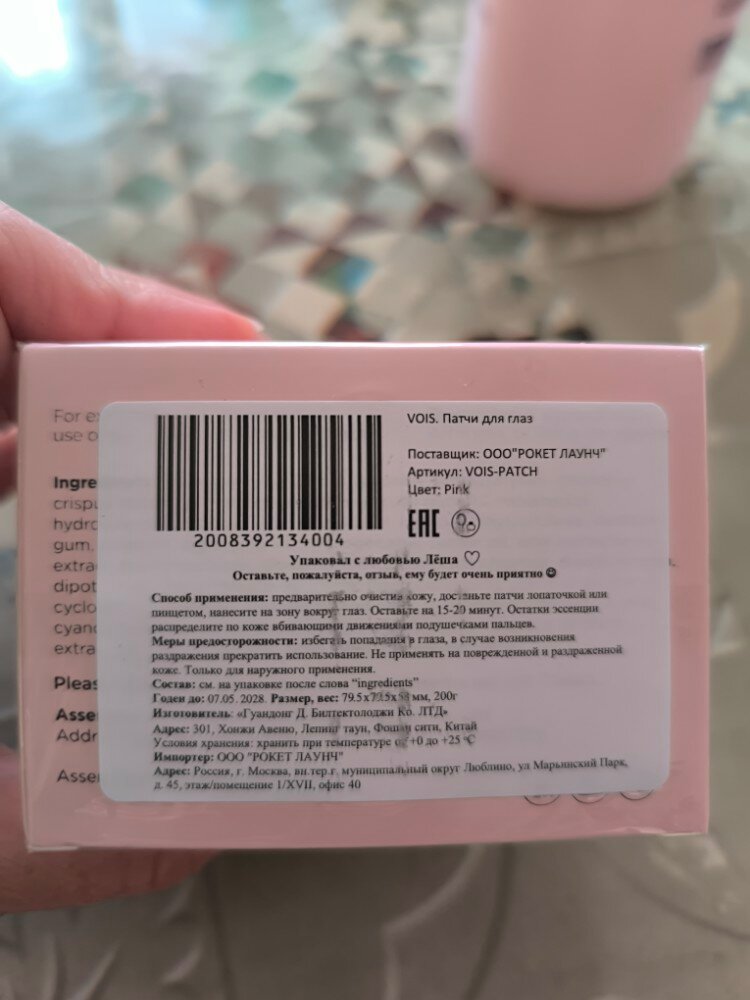 For e
use o
Ingre
crispu
hydro
gum,
extra
dipot
cyclo
cyano
extra
Pleas
Asse
Addr
Asse
VOIS. Патчи для глаз
Поставщик: ООО"РОКЕТ ЛАУНЧ"
Артикул: VOIS-PATCH
Цвет: Pink
EAC
2008392134004
Упаковал с любовью Лёша ♡
Оставьте, пожалуйста, отзыв, ему будет очень приятно ☺
Способ применения: предварительно очистив кожу, достаньте патчи лопаточкой или
пинцетом, нанесите на зону вокруг глаз. Оставьте на 15-20 минут. Остатки эссенции
распределите по коже вбивающими движениями подушечками пальцев.
Меры предосторожности: избегать попадания в глаза, в случае возникновения
раздражения прекратить использование. Не применять на поврежденной и раздраженной
коже. Только для наружного применения.
Состав: см. на упаковке после слова "ingredients"
Годен до: 07.05. 2028. Размер, вес: 79.5х79.5х58 мм, 200г
Изготовитель: «Гуандонг Д. Билтектолоджи Ко. ЛТД»
Адрес: 301, Хонжи Авеню, Лепинг таун, Фошан сити, Китай
Условия хранения: хранить при температуре от +0 до +25 °C
Импортер: ООО "РОКЕТ ЛАУНЧ"
Адрес: Россия, г. Москва, вн.тер.г. муниципальный округ Люблино, ул Марьинский Парк,
д. 45, этаж/помещение 1/XVII, офис 40